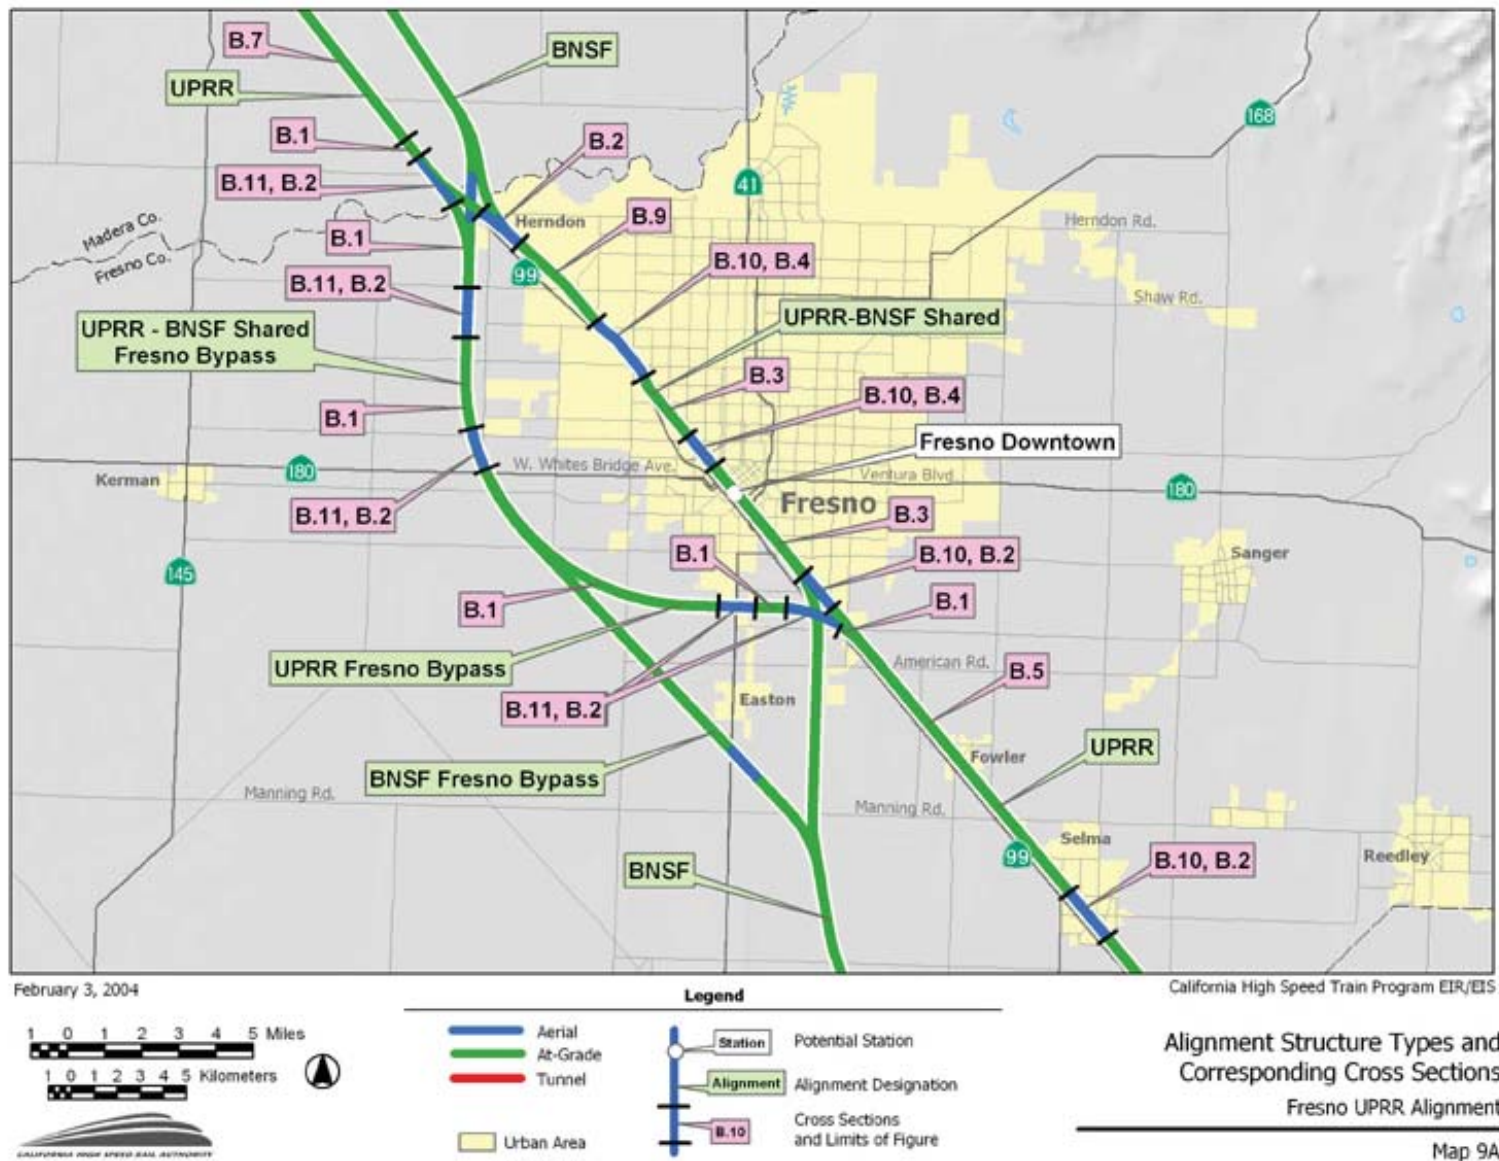 B.7
BNSF
UPRR
168
B.1
B.2
B.11, B.2
41
Madera Co.
Fresno Co.
Herndon
Herndon Rd.
B.9
B.1
99
B.10, B.4
B.11, B.2
Shaw Rd.
UPRR - BNSF Shared
Fresno Bypass
UPRR-BNSF Shared
B.3
B.10, B.4
B.1
Fresno Downtown
W. Whites Bridge Ave.
Ventura Blvd.
Kerman
180
180
Fresno
B.11, B.2
B.3
B.1
B.10, B.2
Sanger
145
B.1
B.1
UPRR Fresno Bypass
American Rd.
B.5
B.11, B.2
Easton
UPRR
Fowler
BNSF Fresno Bypass
Manning Rd.
Manning Rd.
Selma
99
B.10, B.2
Reedley
BNSF
February 3, 2004
California High Speed Train Program EIR/EIS
1 0 1 2 3 4 5 Miles
1 0 1 2 3 4 5 Kilometers
CALIFORNIA HIGH SPEED RAIL AUTHORITY
Legend
Aerial
At-Grade
Tunnel
Urban Area
Station
Potential Station
Alignment
Alignment Designation
B.10
Cross Sections
and Limits of Figure
Alignment Structure Types and
Corresponding Cross Sections
Fresno UPRR Alignment
Map 9A